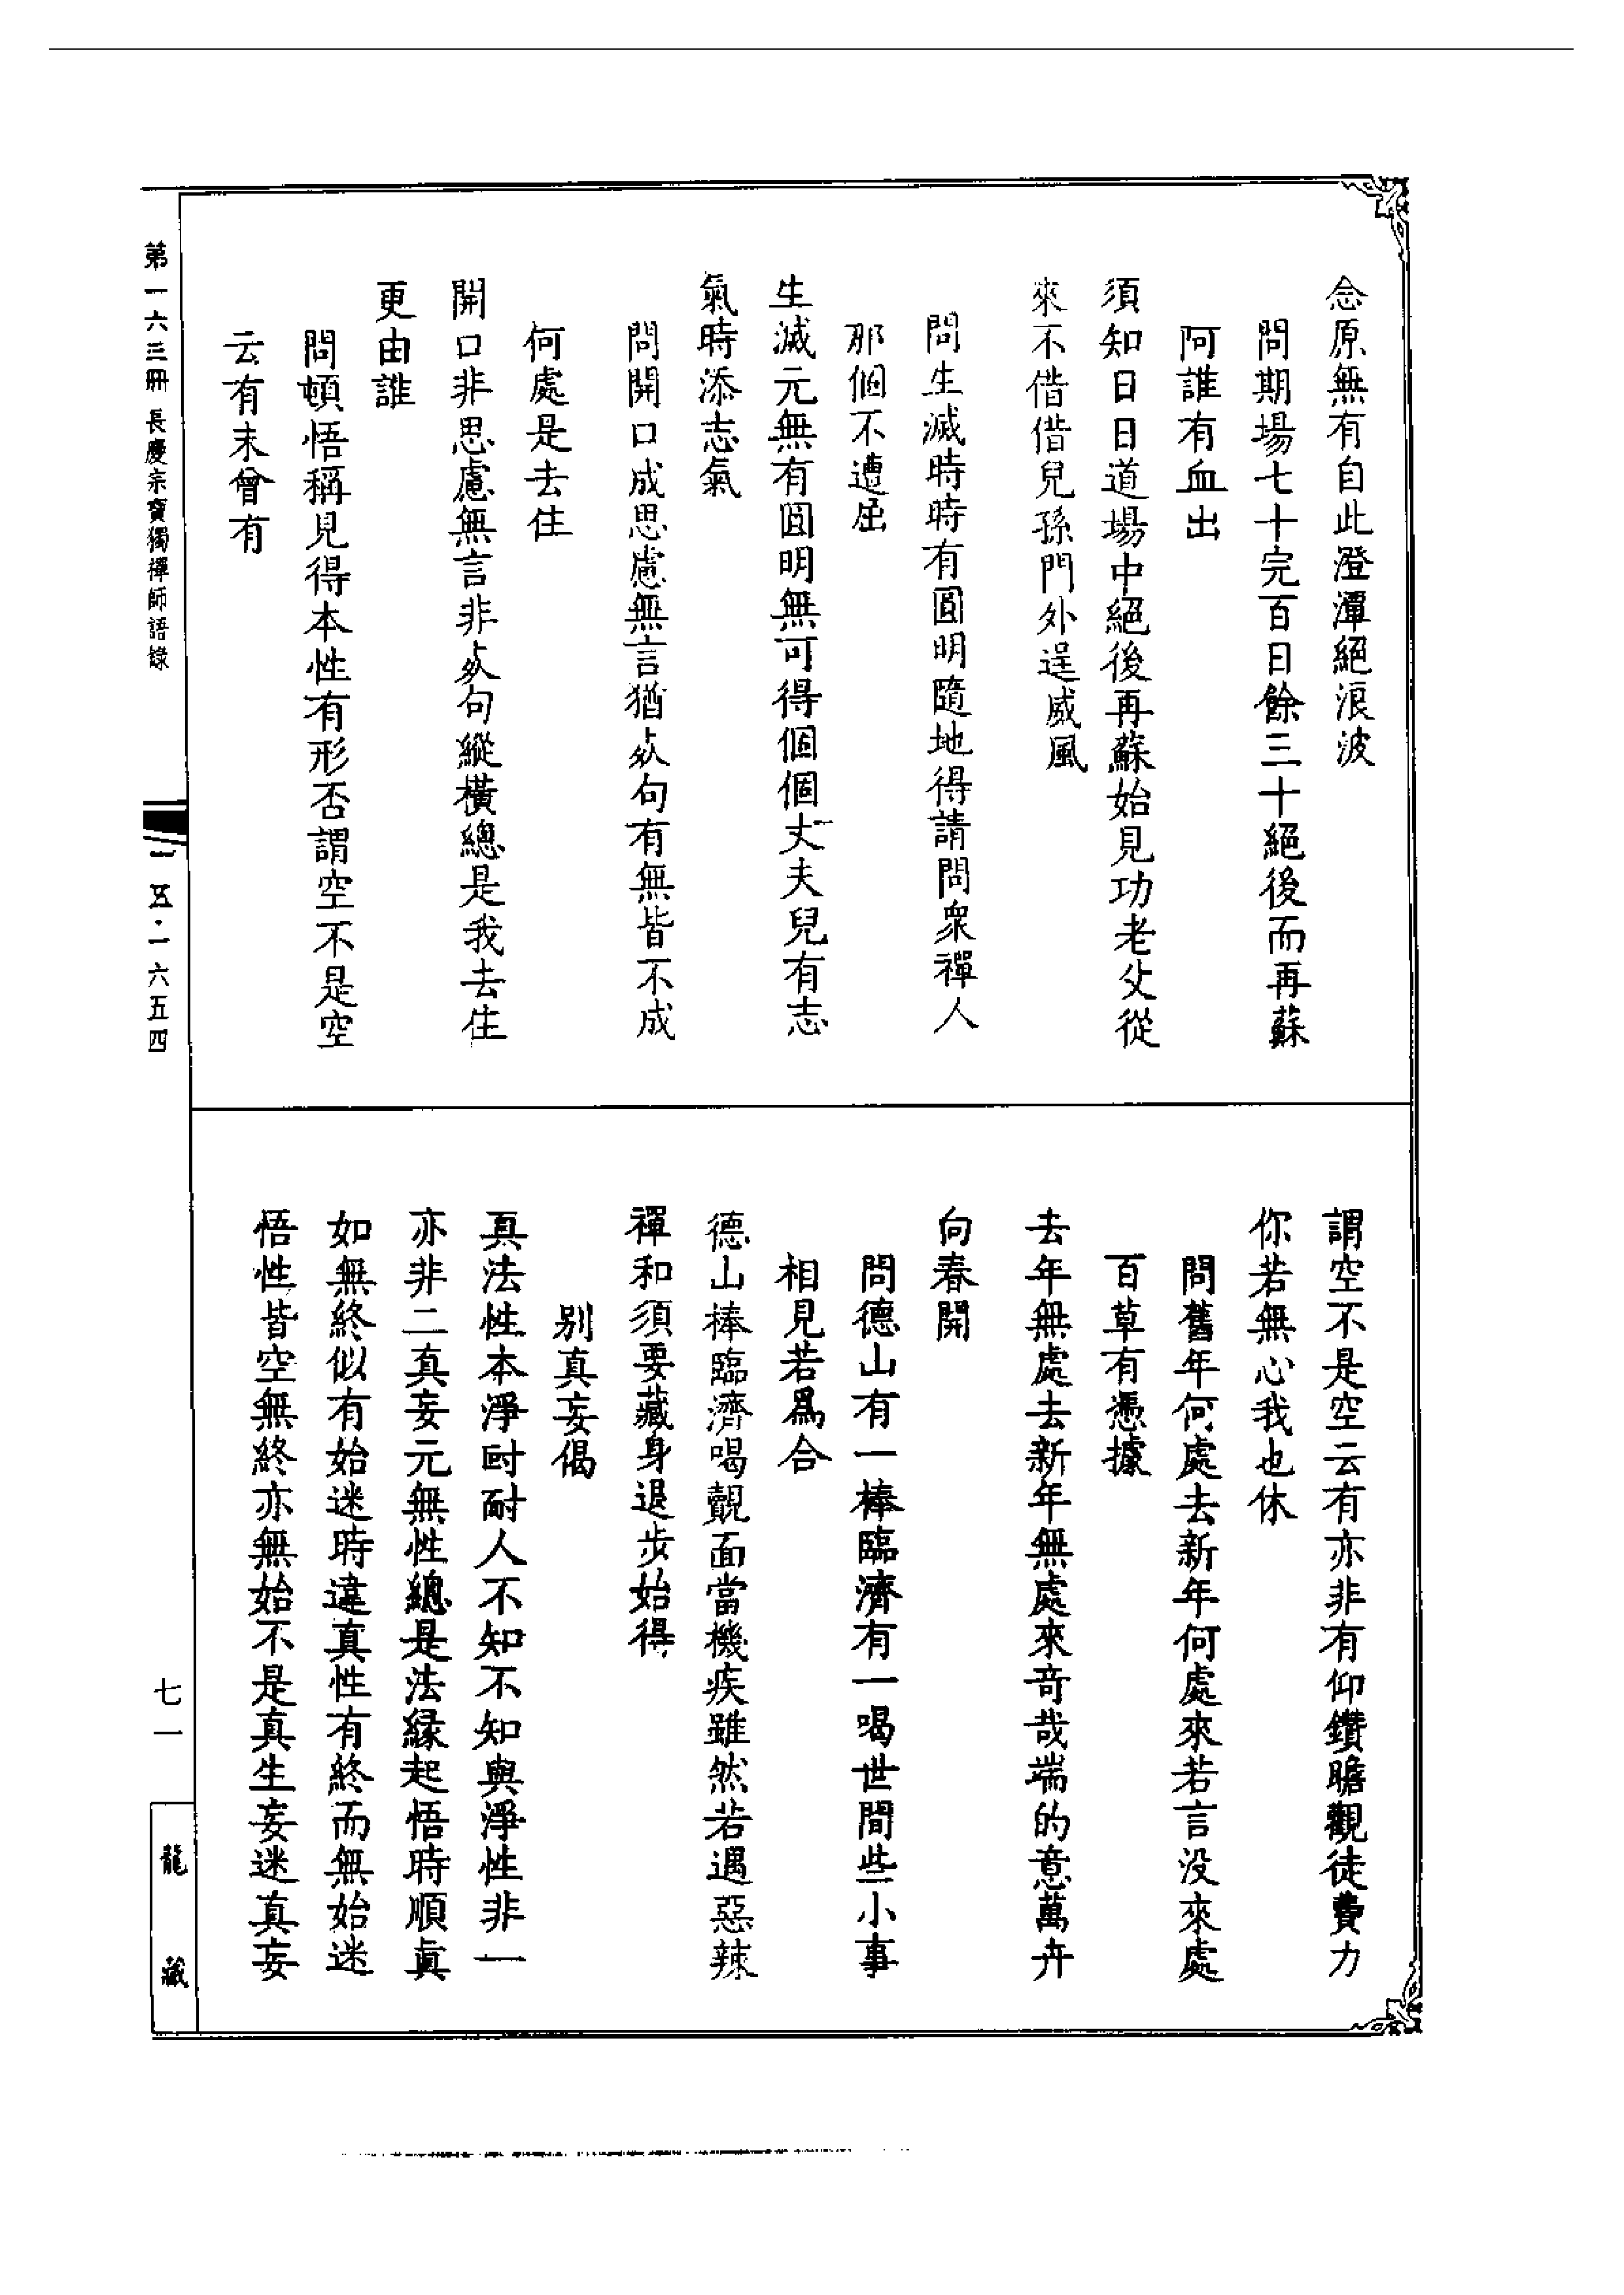 念原無有自此澄潭絕浪波
問期場七十完百日餘三十絕後而再蘇
阿誰有血出
須知日日道場中絕後再蘇始見功老父從
來不借借兒孫門外逞威風
問生滅時時有圓明隨地得請問衆禪人
那個不遭屈
生滅元無有圓明無可得個個丈夫兒有志
氣時添志氣
問開口成思慮無言猶从句有無皆不成
何處是去住
開口非思慮無言非从句縱橫總是我去住
更由誰
問頓悟稱見得本性有形否謂空不是空
云有未曾有
謂空不是空云有亦非有仰鑽瞻觀徒費力
你若無心我也休
問舊年何處去新年何處來若言没來處
百草有憑據
去年無處去新年無處來奇哉端的意萬卉
向春開
問德山有一棒臨濟有一喝世間些小事
相見若爲合
德山棒臨濟喝覿面當機疾雖然若遇惡辣
禪和須要藏身退步始得
别真妄偈
真法性本淨叵耐人不知不知與淨性非一
亦非二真妄元無性總是法緣起悟時順真
如無終似有始迷時違真性有終而無始迷
悟性皆空無終亦無始不是真生妄迷真妄
第一六三冊 長慶宗寶獨禪師語錄
一五·一六五四
七一
龍藏